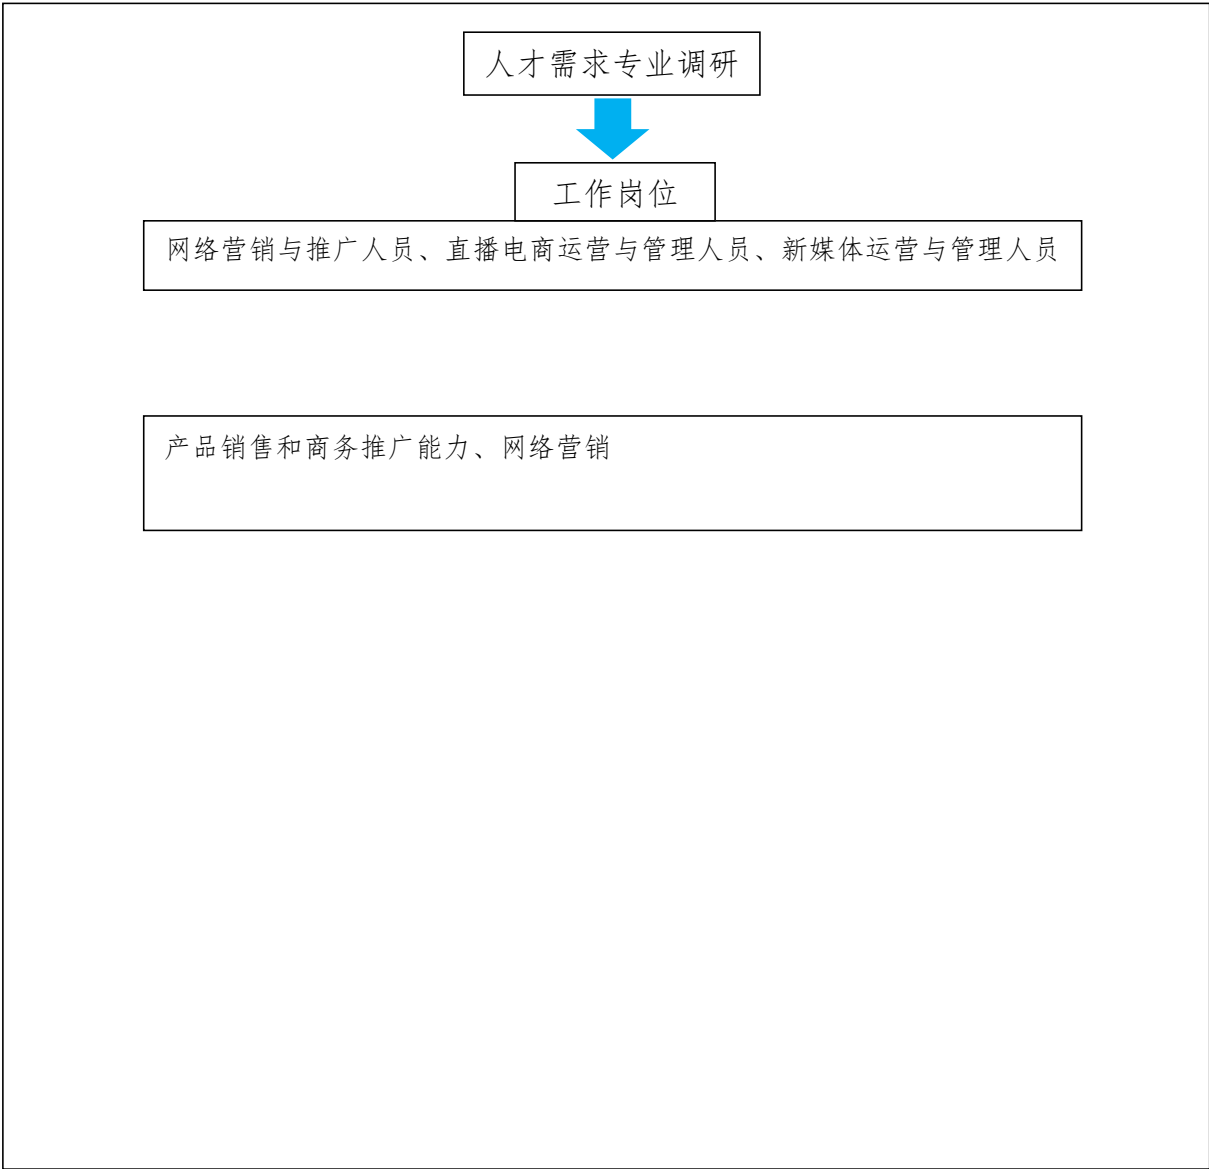 人才需求专业调研
工作岗位
网络营销与推广人员、直播电商运营与管理人员、新媒体运营与管理人员
产品销售和商务推广能力、网络营销